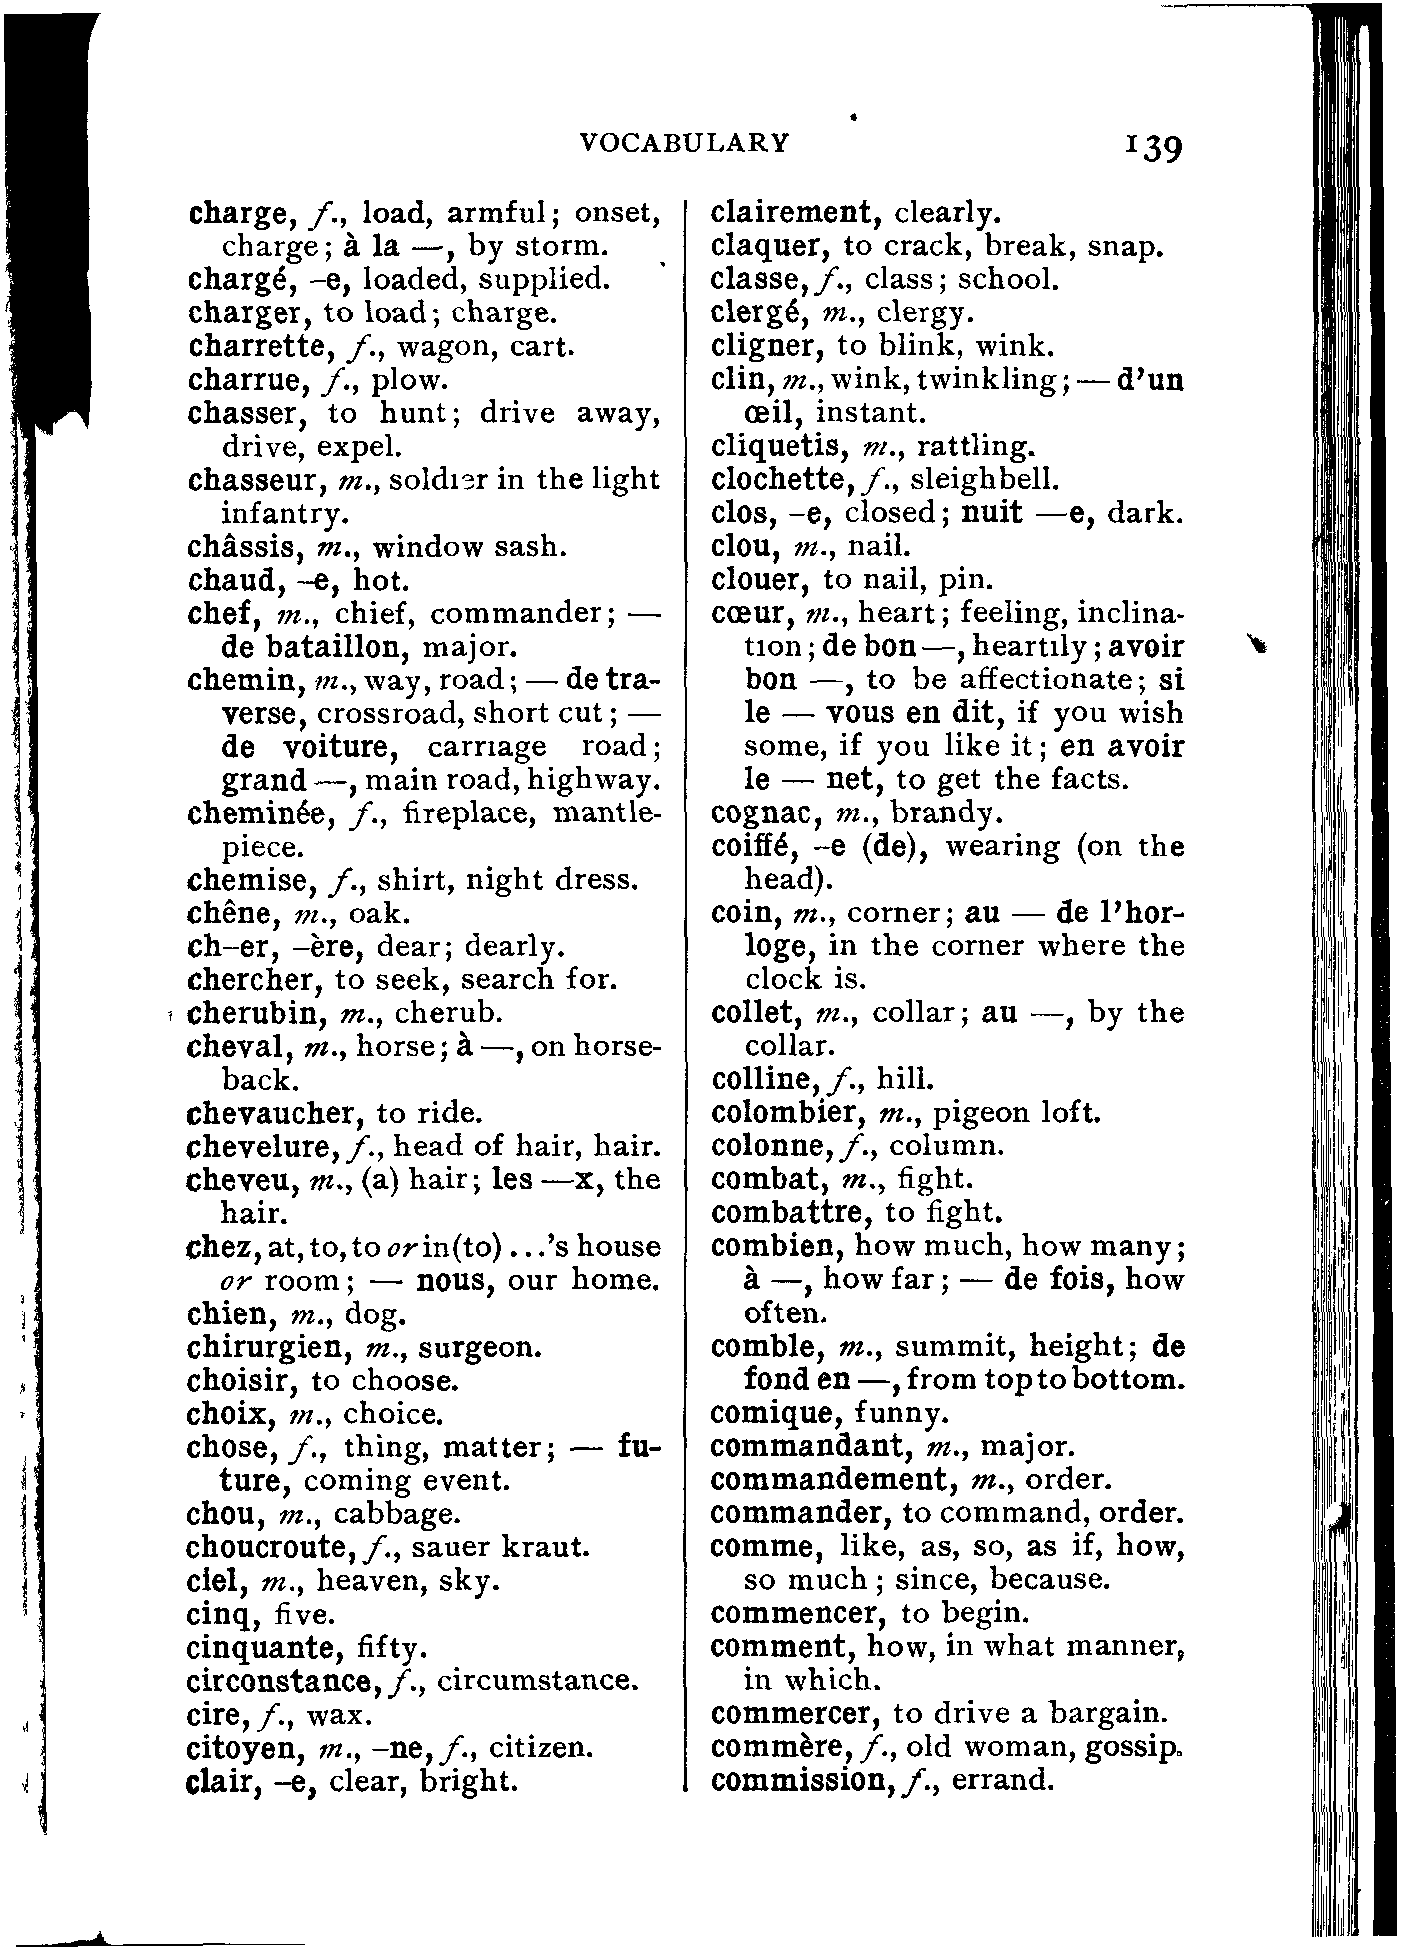 VOCABULARY 139
charge, f., load, armful; onset,
charge; à la —, by storm.
chargé, –e, loaded, supplied.
charger, to load; charge.
charrette, f., wagon, cart.
charrue, f., plow.
chasser, to hunt; drive away,
drive, expel.
chasseur, m., soldier in the light
infantry.
châssis, m., window sash.
chaud, –e, hot.
chef, m., chief, commander; —
de bataillon, major.
chemin, m., way, road; — de tra-
verse, crossroad, short cut; —
de voiture, carriage road;
grand —, main road, highway.
cheminée, f., fireplace, mantle-
piece.
chemise, f., shirt, night dress.
chêne, m., oak.
ch–er, –ère, dear; dearly.
chercher, to seek, search for.
cherubin, m., cherub.
cheval, m., horse; à —, on horse-
back.
chevaucher, to ride.
chevelure, f., head of hair, hair.
cheveu, m., (a) hair; les —x, the
hair.
chez, at, to, to or in(to) ...'s house
or room; — nous, our home.
chien, m., dog.
chirurgien, m., surgeon.
choisir, to choose.
choix, m., choice.
chose, f., thing, matter; — fu-
ture, coming event.
chou, m., cabbage.
choucroute, f., sauer kraut.
ciel, m., heaven, sky.
cinq, five.
cinquante, fifty.
circonstance, f., circumstance.
cire, f., wax.
citoyen, m., –ne, f., citizen.
clair, –e, clear, bright.
clairement, clearly.
claquer, to crack, break, snap.
classe, f., class; school.
clergé, m., clergy.
cligner, to blink, wink.
clin, m., wink, twinkling; — d'un
œil, instant.
cliquetis, m., rattling.
clochette, f., sleighbell.
clos, –e, closed; nuit —e, dark.
clou, m., nail.
clouer, to nail, pin.
cœur, m., heart; feeling, inclina-
tion; de bon —, heartily; avoir
bon —, to be affectionate; si
le — vous en dit, if you wish
some, if you like it; en avoir
le — net, to get the facts.
cognac, m., brandy.
coiffé, –e (de), wearing (on the
head).
coin, m., corner; au — de l'hor-
loge, in the corner where the
clock is.
collet, m., collar; au —, by the
collar.
colline, f., hill.
colombier, m., pigeon loft.
colonne, f., column.
combat, m., fight.
combattre, to fight.
combien, how much, how many;
à —, how far; — de fois, how
often.
comble, m., summit, height; de
fond en —, from top to bottom.
comique, funny.
commandant, m., major.
commandement, m., order.
commander, to command, order.
comme, like, as, so, as if, how,
so much; since, because.
commencer, to begin.
comment, how, in what manner,
in which.
commercer, to drive a bargain.
commère, f., old woman, gossip.
commission, f., errand.